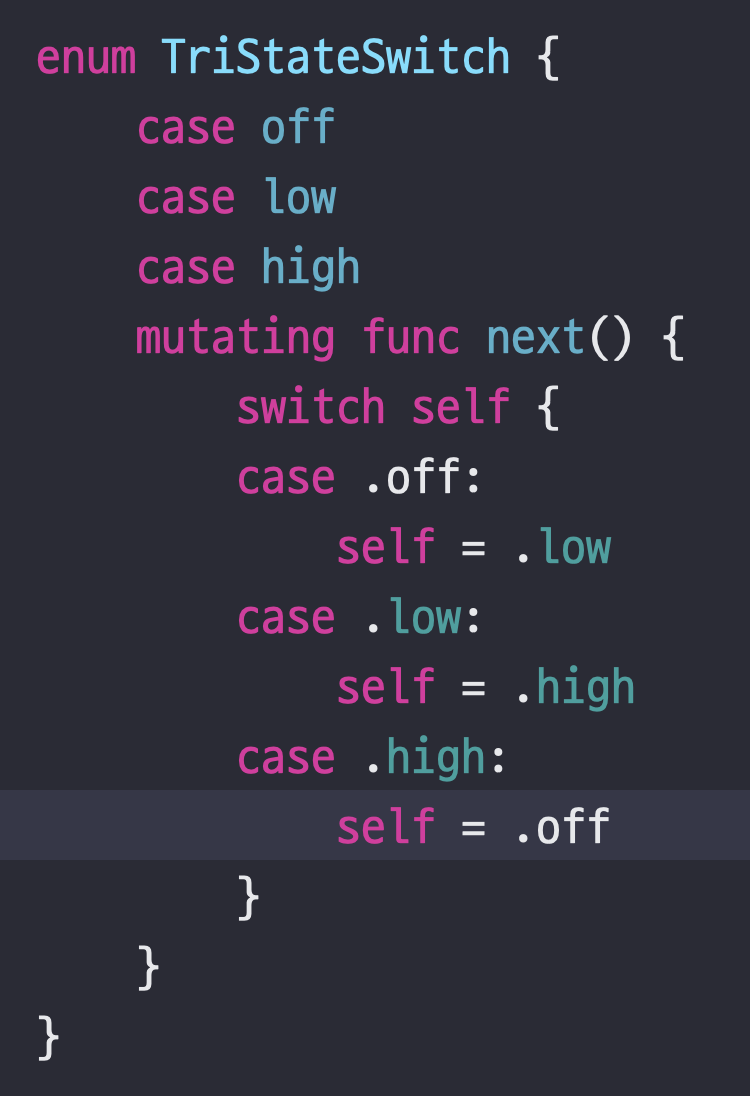 enum TriStateSwitch {
    case off
    case low
    case high
    mutating func next() {
        switch self {
        case .off:
            self = .low
        case .low:
            self = .high
        case .high:
            self = .off
        }
    }
}